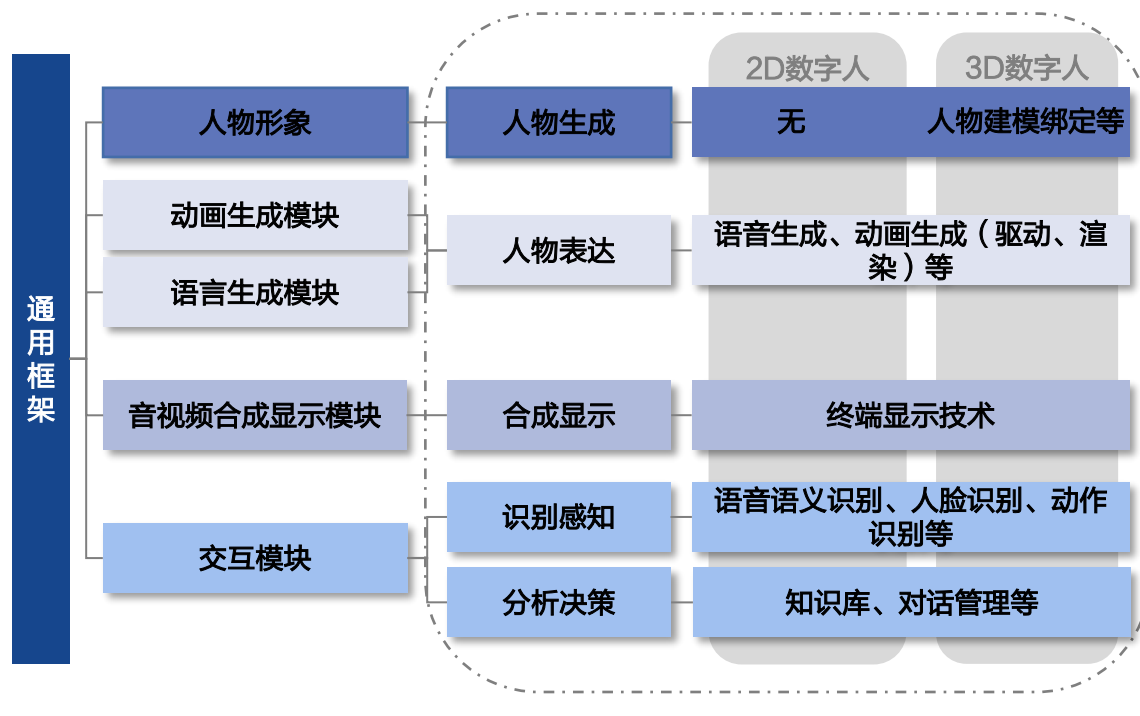 2D数字人
3D数字人
通用框架
人物形象
人物生成
无
人物建模绑定等
动画生成模块
语言生成模块
人物表达
语音生成、动画生成（驱动、渲
染）等
音视频合成显示模块
合成显示
终端显示技术
交互模块
识别感知
语音语义识别、人脸识别、动作
识别等
分析决策
知识库、对话管理等